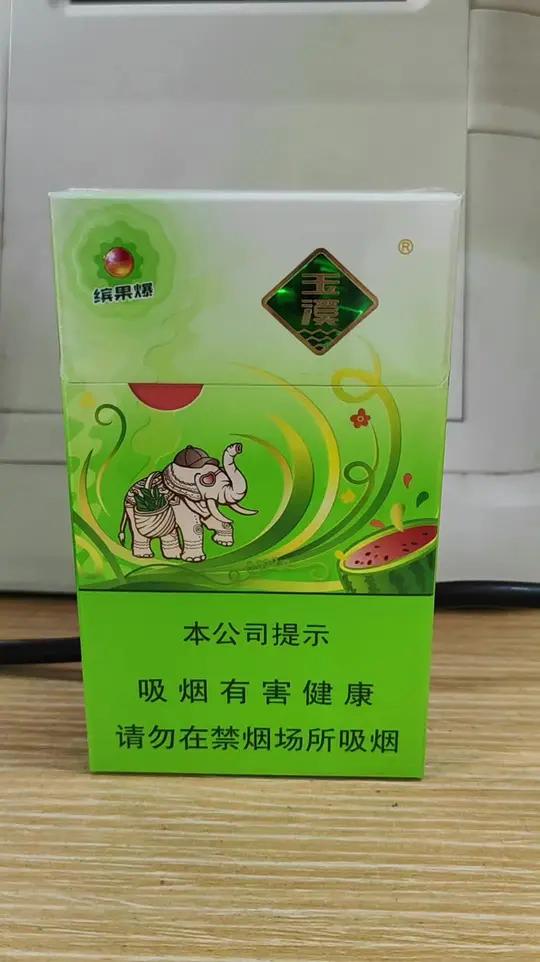 缤果爆
玉溪
®
本公司提示
吸烟有害健康
请勿在禁烟场所吸烟